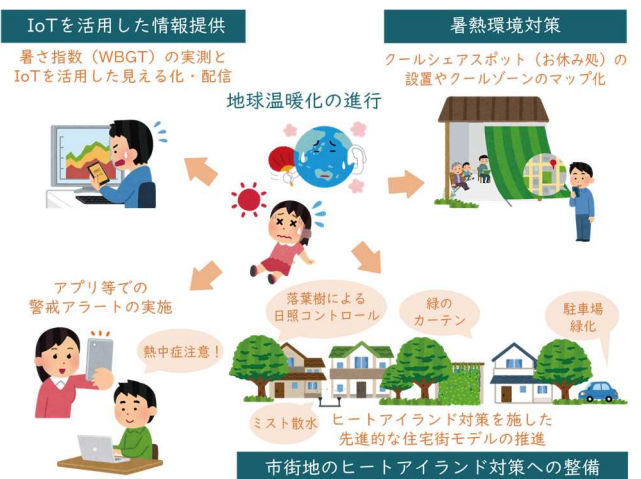 IoTを活用した情報提供
暑さ指数（WBGT）の実測と
IoTを活用した見える化・配信
暑熱環境対策
クールシェアスポット（お休み処）の
設置やクールゾーンのマップ化
地球温暖化の進行
アプリ等での
警戒アラートの実施
熱中症注意！
落葉樹による
日照コントロール
緑の
カーテン
駐車場
緑化
ミスト散水
ヒートアイランド対策を施した
先進的な住宅街モデルの推進
市街地のヒートアイランド対策への整備